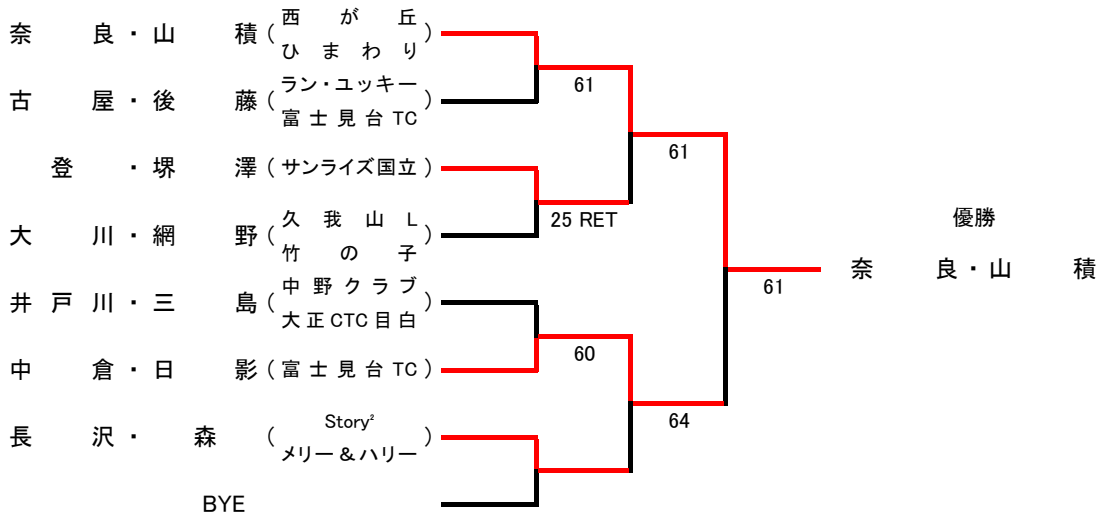 奈良・山積(西が丘 ひまわり)
61
古屋・後藤(ラン・ユッキー 富士見台TC)
61
登・堺澤(サンライズ国立)
25 RET
大川・網野(久我山L 竹の子)
優勝
奈良・山積
61
井戸川・三島(中野クラブ 大正CTC目白)
60
中倉・日影(富士見台TC)
64
長沢・森(Story² メリー&ハリー)
BYE